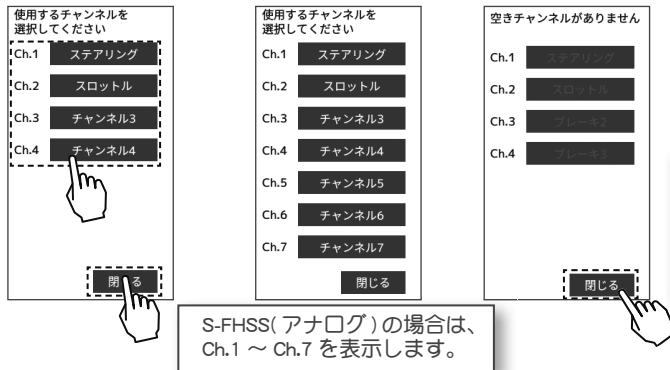 使用するチャンネルを
選択してください
Ch.1 ステアリング
Ch.2 スロットル
Ch.3 チャンネル3
Ch.4 チャンネル4
閉じる
使用するチャンネルを
選択してください
Ch.1 ステアリング
Ch.2 スロットル
Ch.3 チャンネル3
Ch.4 チャンネル4
Ch.5 チャンネル5
Ch.6 チャンネル6
Ch.7 チャンネル7
閉じる
空きチャンネルがありません
Ch.1 ステアリング
Ch.2 スロットル
Ch.3 ブレーキ2
Ch.4 ブレーキ3
閉じる
S-FHSS(アナログ)の場合は、
Ch.1 ～ Ch.7 を表示します。